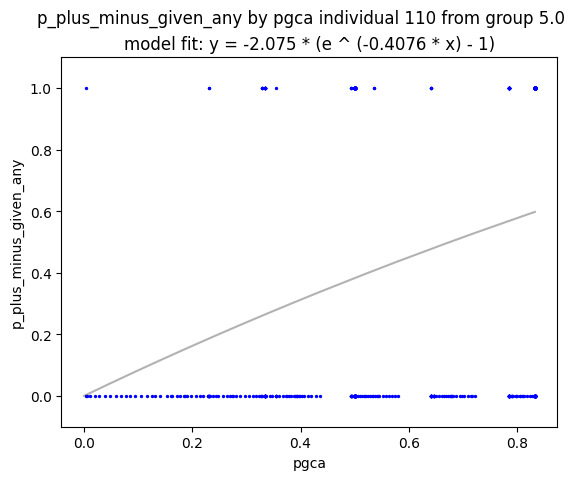 p_plus_minus_given_any by pgca individual 110 from group 5.0
model fit: y = -2.075 * (e ^ (-0.4076 * x) - 1)
1.0
0.8
0.6
0.4
0.2
0.0
p_plus_minus_given_any
0.0 0.2 0.4 0.6 0.8
pgca